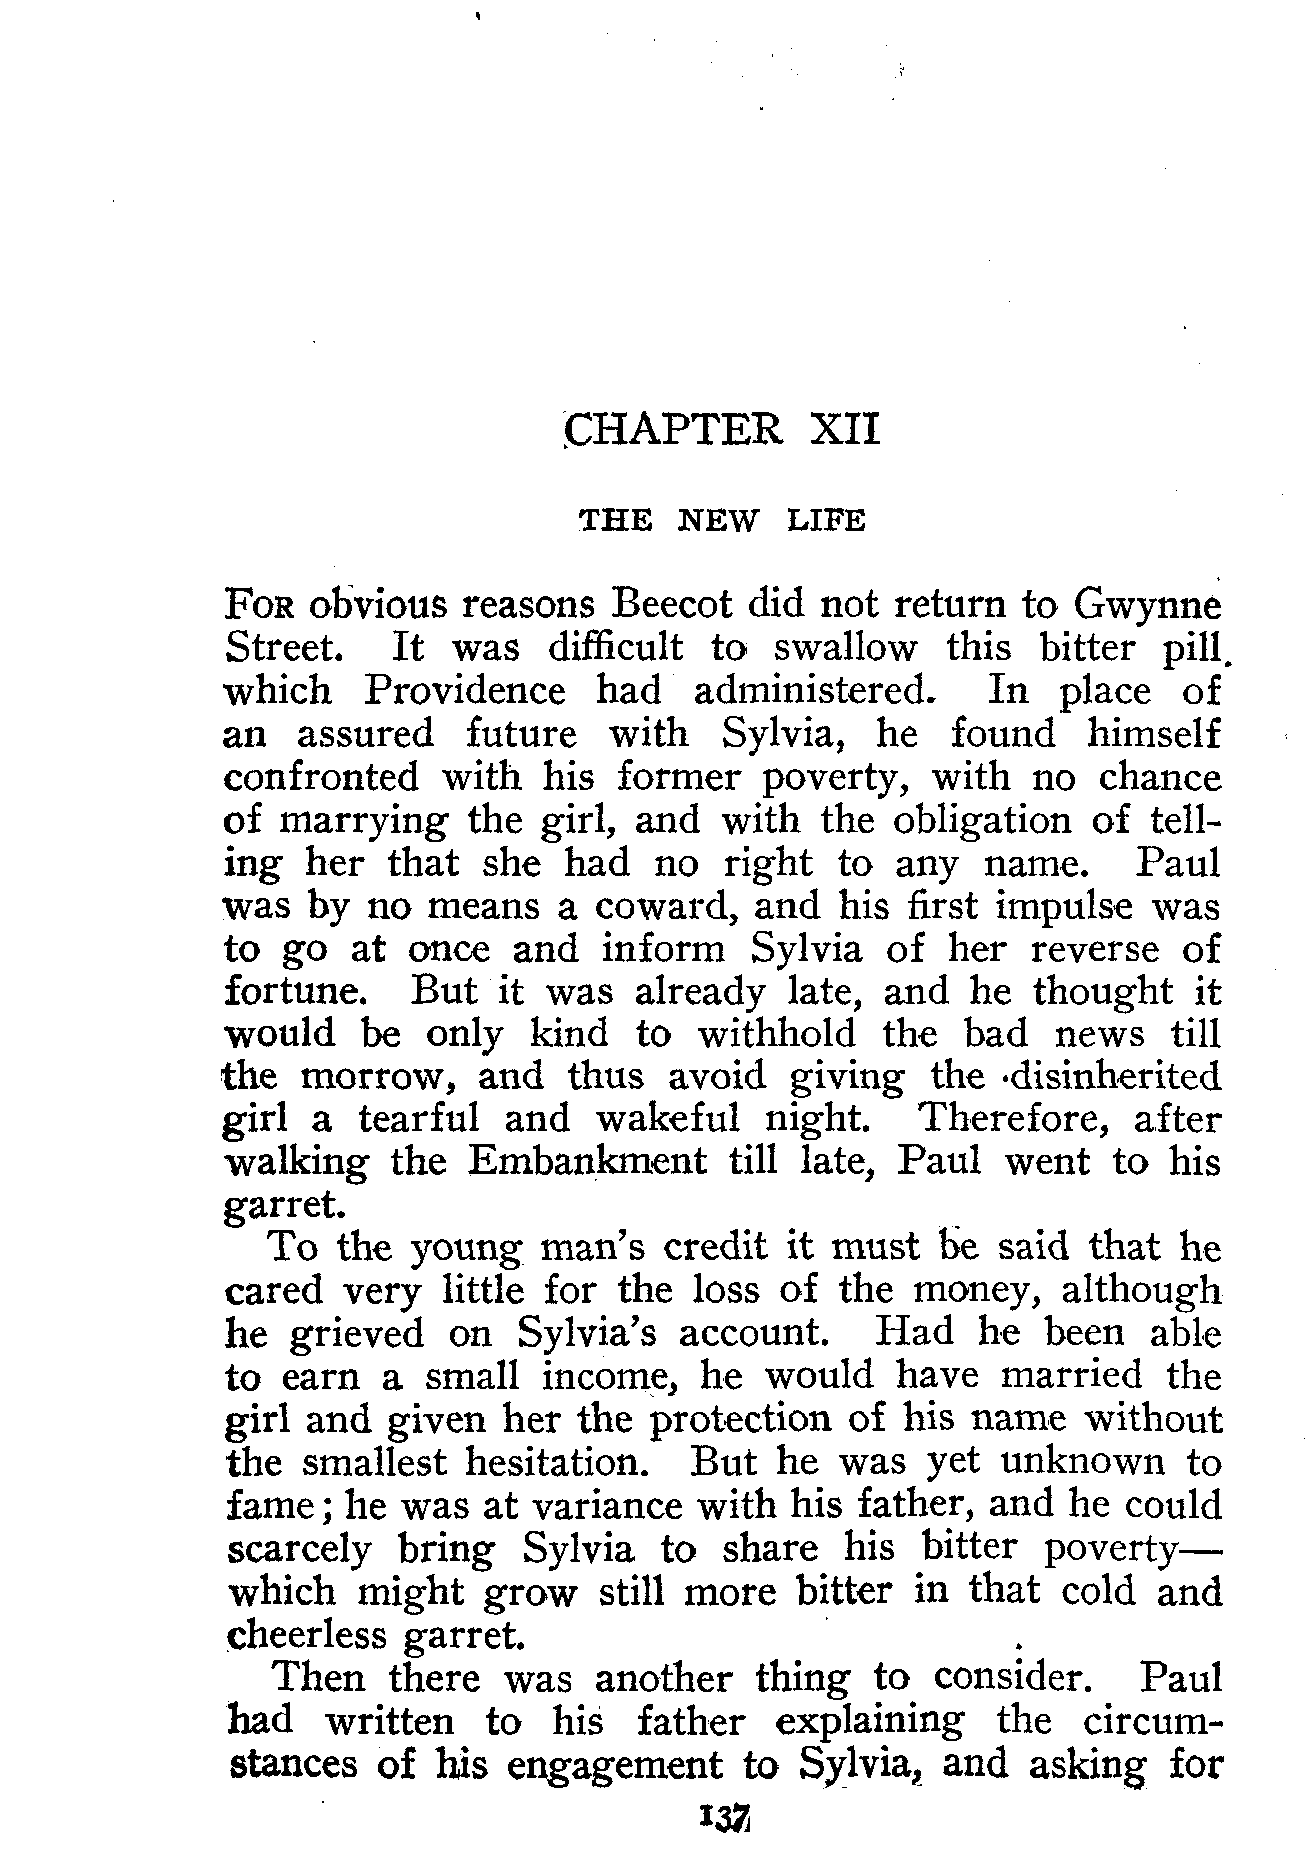 CHAPTER XII
THE NEW LIFE
For obvious reasons Beecot did not return to Gwynne
Street. It was difficult to swallow this bitter pill
which Providence had administered. In place of
an assured future with Sylvia, he found himself
confronted with his former poverty, with no chance
of marrying the girl, and with the obligation of tell-
ing her that she had no right to any name. Paul
was by no means a coward, and his first impulse was
to go at once and inform Sylvia of her reverse of
fortune. But it was already late, and he thought it
would be only kind to withhold the bad news till
the morrow, and thus avoid giving the disinherited
girl a tearful and wakeful night. Therefore, after
walking the Embankment till late, Paul went to his
garret.
To the young man's credit it must be said that he
cared very little for the loss of the money, although
he grieved on Sylvia's account. Had he been able
to earn a small income, he would have married the
girl and given her the protection of his name without
the smallest hesitation. But he was yet unknown to
fame; he was at variance with his father, and he could
scarcely bring Sylvia to share his bitter poverty—
which might grow still more bitter in that cold and
cheerless garret.
Then there was another thing to consider. Paul
had written to his father explaining the circum-
stances of his engagement to Sylvia, and asking for
137